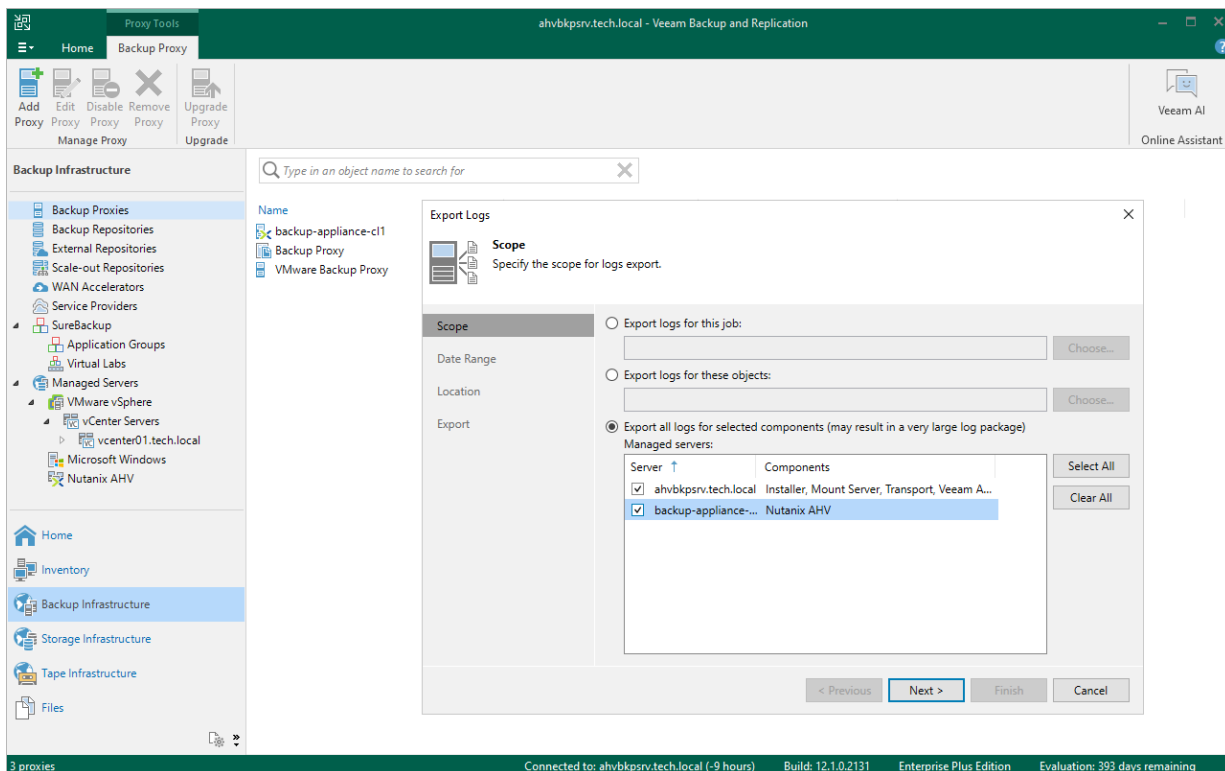 Proxy Tools
ahvbkpsrv.tech.local - Veeam Backup and Replication
Home Backup Proxy
Add Proxy
Edit Proxy
Disable Proxy
Remove Proxy
Upgrade Proxy
Manage Proxy Upgrade
Veeam AI
Online Assistant
Backup Infrastructure
Type in an object name to search for
Backup Proxies
Backup Repositories
External Repositories
Scale-out Repositories
WAN Accelerators
Service Providers
SureBackup
Application Groups
Virtual Labs
Managed Servers
VMware vSphere
vCenter Servers
vcenter01.tech.local
Microsoft Windows
Nutanix AHV
Home
Inventory
Backup Infrastructure
Storage Infrastructure
Tape Infrastructure
Files
Name
backup-appliance-cl1
Backup Proxy
VMware Backup Proxy
Export Logs
Scope
Specify the scope for logs export.
Scope
Date Range
Location
Export
Export logs for this job:
Choose...
Export logs for these objects:
Choose...
Export all logs for selected components (may result in a very large log package)
Managed servers:
Server ↑ Components
ahvbkpsrv.tech.local Installer, Mount Server, Transport, Veeam A...
backup-appliance-... Nutanix AHV
Select All
Clear All
< Previous Next > Finish Cancel
3 proxies Connected to: ahvbkpsrv.tech.local (-9 hours) Build: 12.1.0.2131 Enterprise Plus Edition Evaluation: 393 days remaining